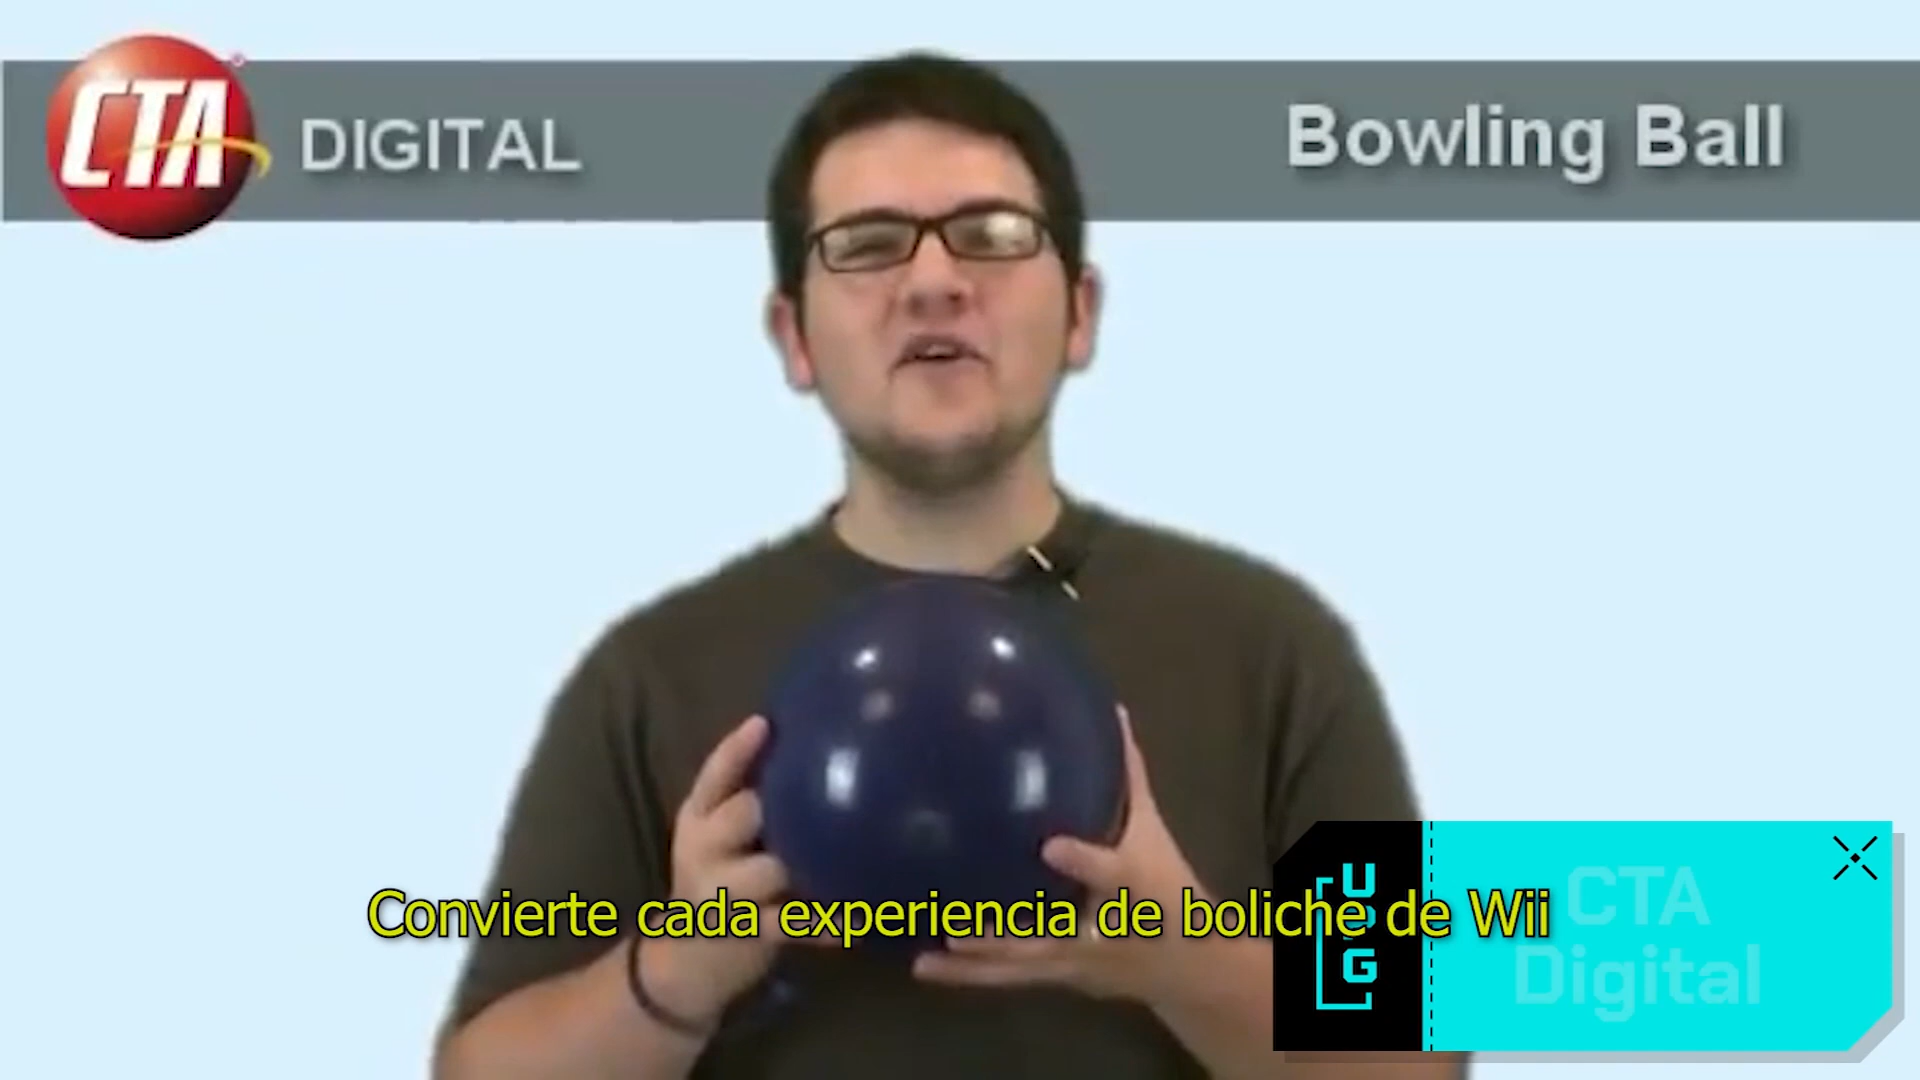 CTA
DIGITAL
Bowling Ball
Convierte cada experiencia de boliche de Wii
CTA
Digital